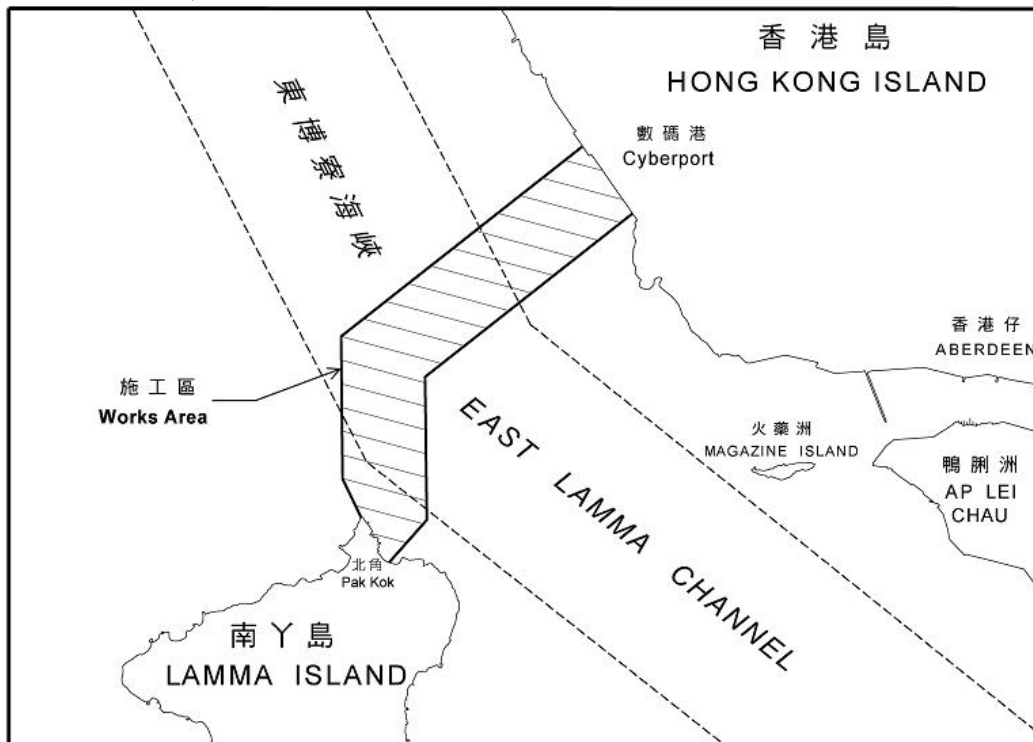 香港島
HONG KONG ISLAND
數碼港
Cyberport
東博寮海峽
施工區
Works Area
香港仔
ABERDEEN
火藥洲
MAGAZINE ISLAND
鴨脷洲
AP LEI
CHAU
EAST LAMMA CHANNEL
北角
Pak Kok
南丫島
LAMMA ISLAND